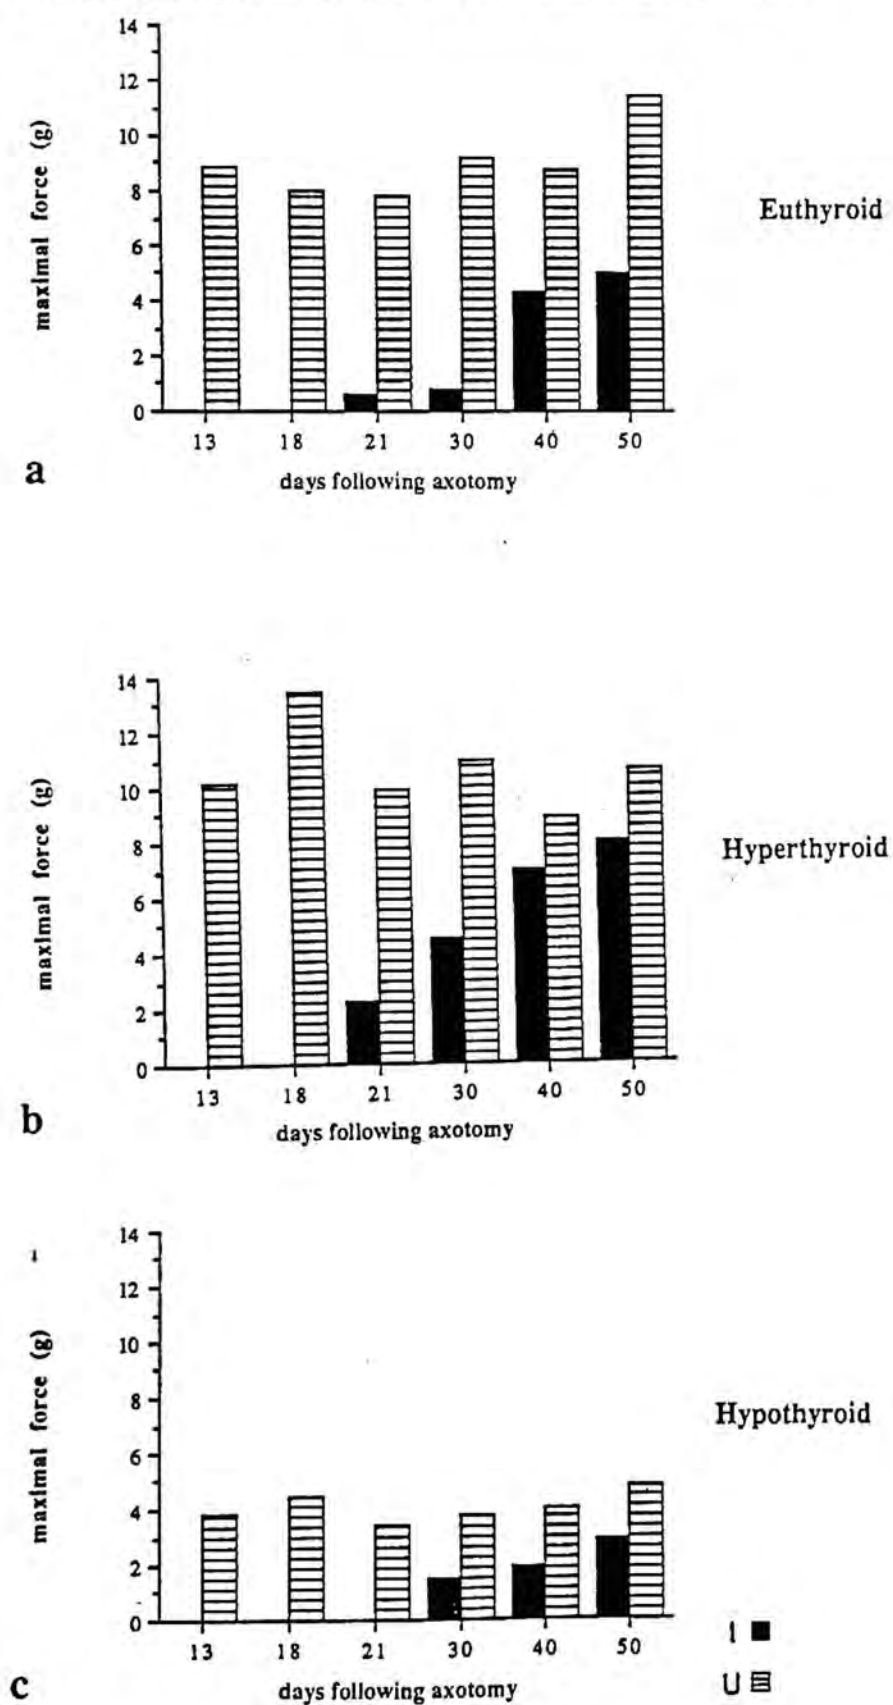 14
12
10
8
6
4
2
0
maximal force (g)
13 18 21 30 40 50
days following axotomy
Euthyroid
a
14
12
10
8
6
4
2
0
maximal force (g)
13 18 21 30 40 50
days following axotomy
Hyperthyroid
b
14
12
10
8
6
4
2
0
maximal force (g)
13 18 21 30 40 50
days following axotomy
Hypothyroid
I
U
c